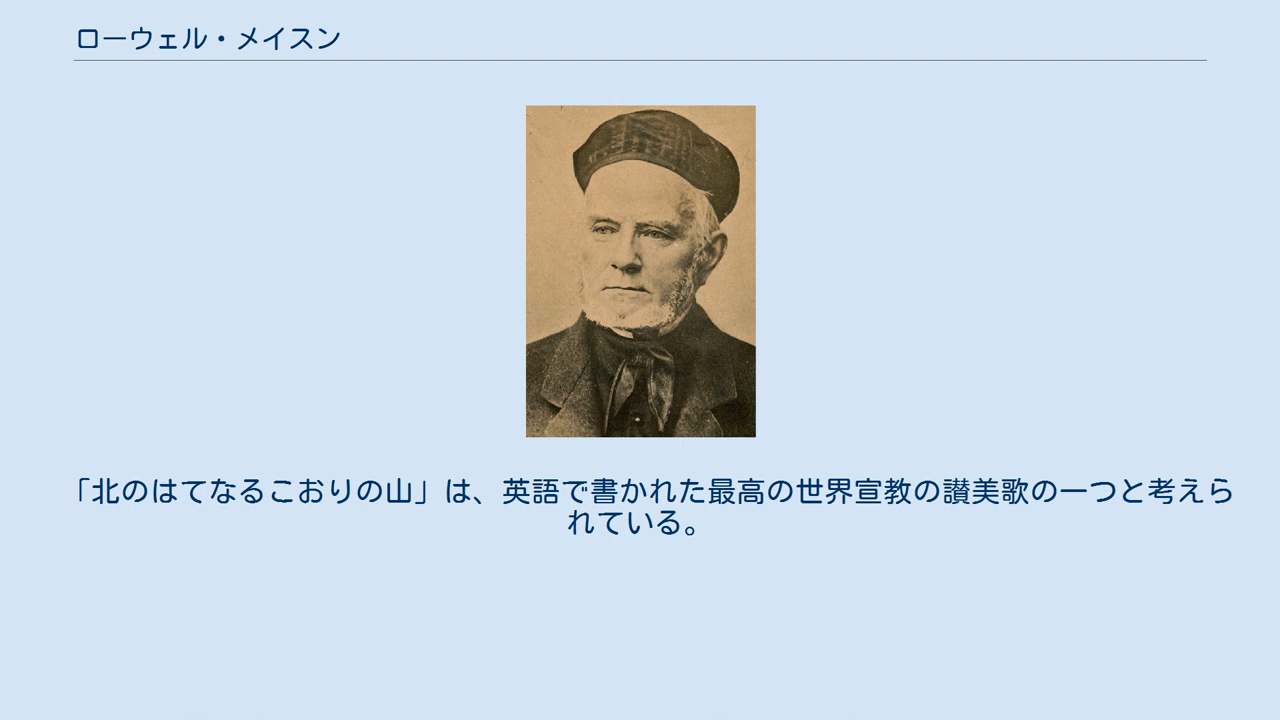 ローウェル・メイスン
「北のはてなるこおりの山」は、英語で書かれた最高の世界宣教の讃美歌の一つと考えら
れている。